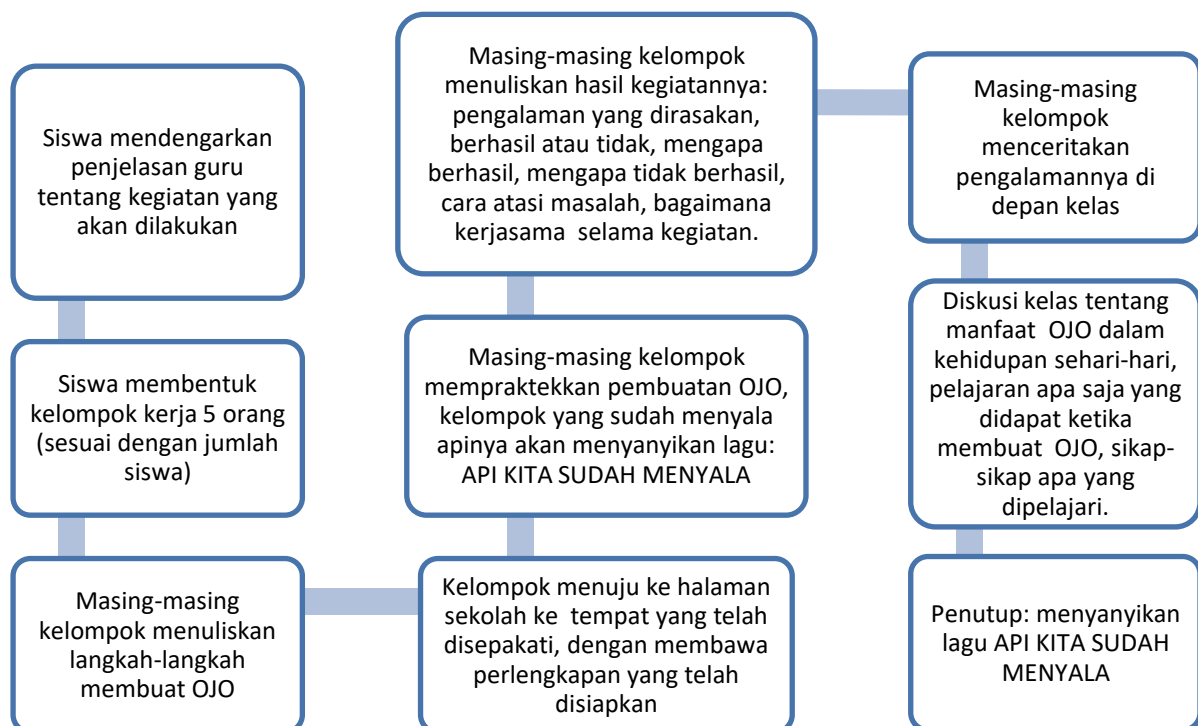 Siswa mendengarkan
penjelasan guru
tentang kegiatan yang
akan dilakukan
Siswa membentuk
kelompok kerja 5 orang
(sesuai dengan jumlah
siswa)
Masing-masing
kelompok menuliskan
langkah-langkah
membuat OJO
Kelompok menuju ke halaman
sekolah ke tempat yang telah
disepakati, dengan membawa
perlengkapan yang telah
disiapkan
Masing-masing kelompok
mempraktekkan pembuatan OJO,
kelompok yang sudah menyala
apinya akan menyanyikan lagu:
API KITA SUDAH MENYALA
Masing-masing kelompok
menuliskan hasil kegiatannya:
pengalaman yang dirasakan,
berhasil atau tidak, mengapa
berhasil, mengapa tidak berhasil,
cara atasi masalah, bagaimana
kerjasama selama kegiatan.
Masing-masing
kelompok
menceritakan
pengalamannya di
depan kelas
Diskusi kelas tentang
manfaat OJO dalam
kehidupan sehari-hari,
pelajaran apa saja yang
didapat ketika
membuat OJO, sikap-
sikap apa yang
dipelajari.
Penutup: menyanyikan
lagu API KITA SUDAH
MENYALA